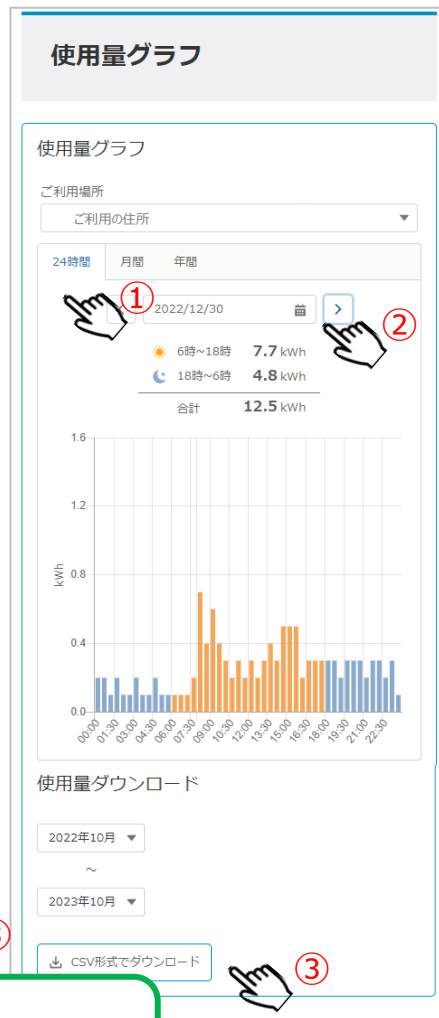 使用量グラフ
使用量グラフ
ご利用場所
ご利用の住所
24時間 月間 年間
①
2022/12/30
②
6時~18時 7.7 kWh
18時~6時 4.8 kWh
合計 12.5 kWh
1.6
1.2
kWh
0.8
0.4
0.0
00:00 01:30 03:00 04:30 06:00 07:30 09:00 10:30 12:00 13:30 15:00 16:30 18:00 19:30 21:00 22:30
使用量ダウンロード
2022年10月
~
2023年10月
CSV形式でダウンロード
③